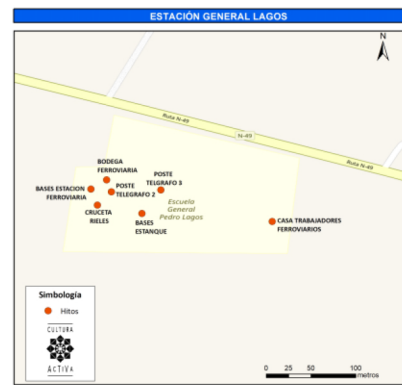 ESTACIÓN GENERAL LAGOS
N
Ruta N-49
N-49
Ruta N-49
BODEGA
FERROVIARIA
POSTE
TELGRAFO 3
BASES ESTACION
FERROVIARIA
POSTE
TELEGRAFO 2
CRUCETA
RIELES
BASES
ESTANQUE
Escuela
General
Pedro Lagos
CASA TRABAJADORES
FERROVIARIOS
Simbología
Hitos
CULTURA
ACTIVA
0 25 50 100
metros